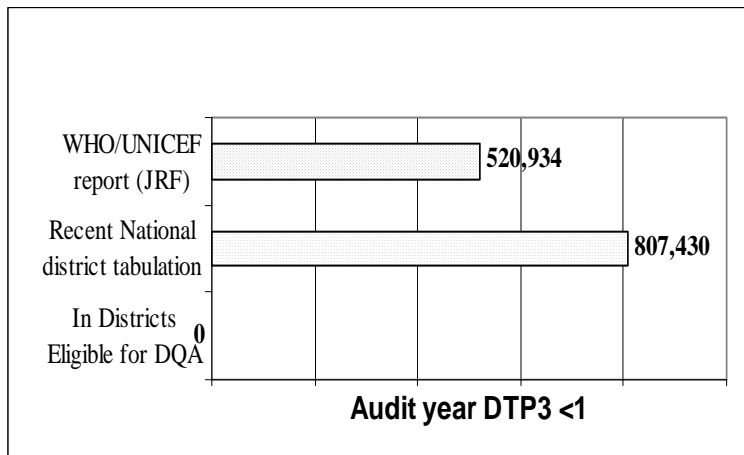 WHO/UNICEF
report (JRF)
520,934
Recent National
district tabulation
807,430
In Districts
Eligible for DQA
0
Audit year DTP3 <1